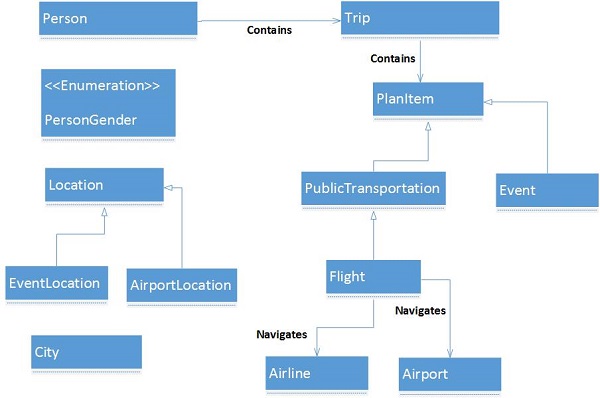 Person
Trip
Contains
Contains
<<Enumeration>>
PersonGender
PlanItem
Location
PublicTransportation
Event
EventLocation
AirportLocation
Flight
Navigates
Navigates
City
Airline
Airport